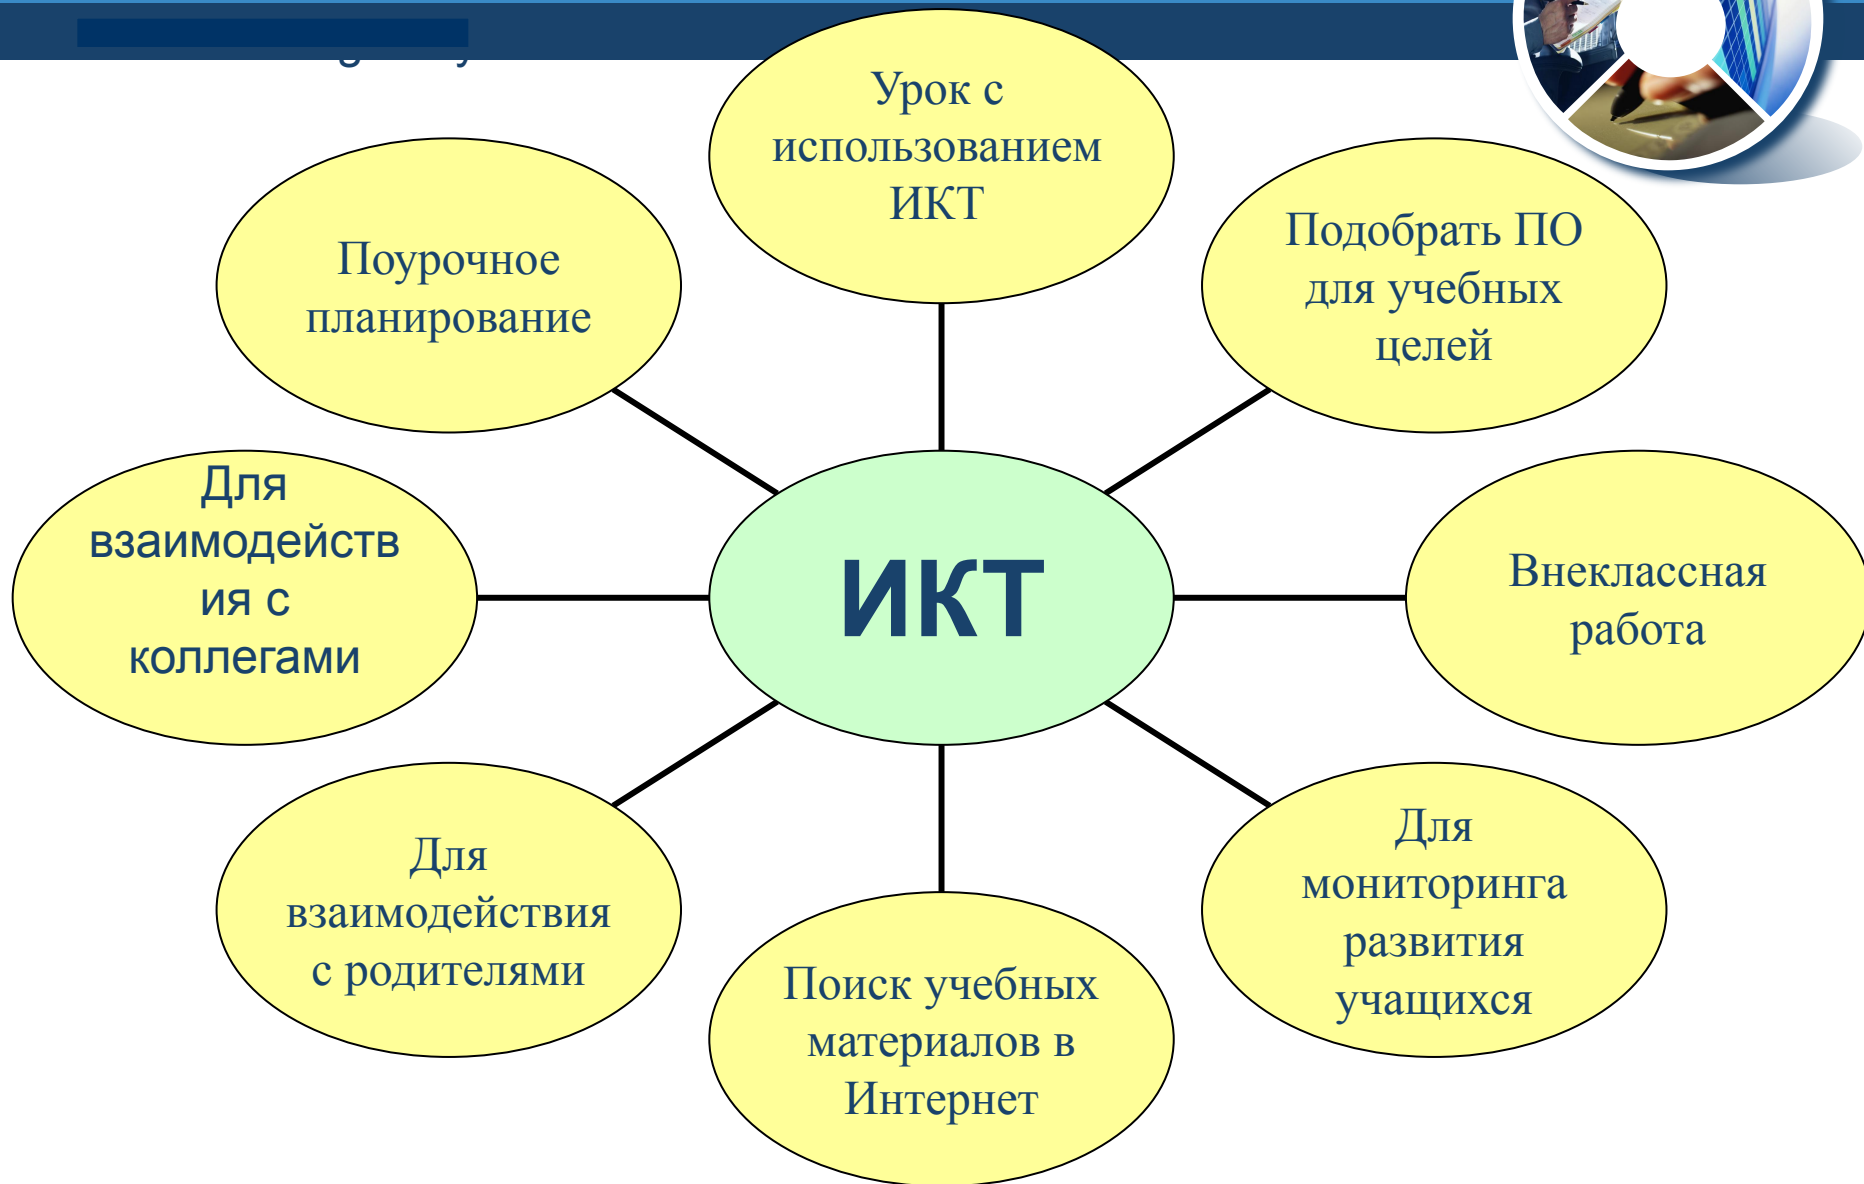 Урок с
использованием
ИКТ
Подобрать ПО
для учебных
целей
Внеклассная
работа
Для
мониторинга
развития
учащихся
Поиск учебных
материалов в
Интернет
Для
взаимодействия
с родителями
Для
взаимодейств
ия с
коллегами
Поурочное
планирование
ИКТ